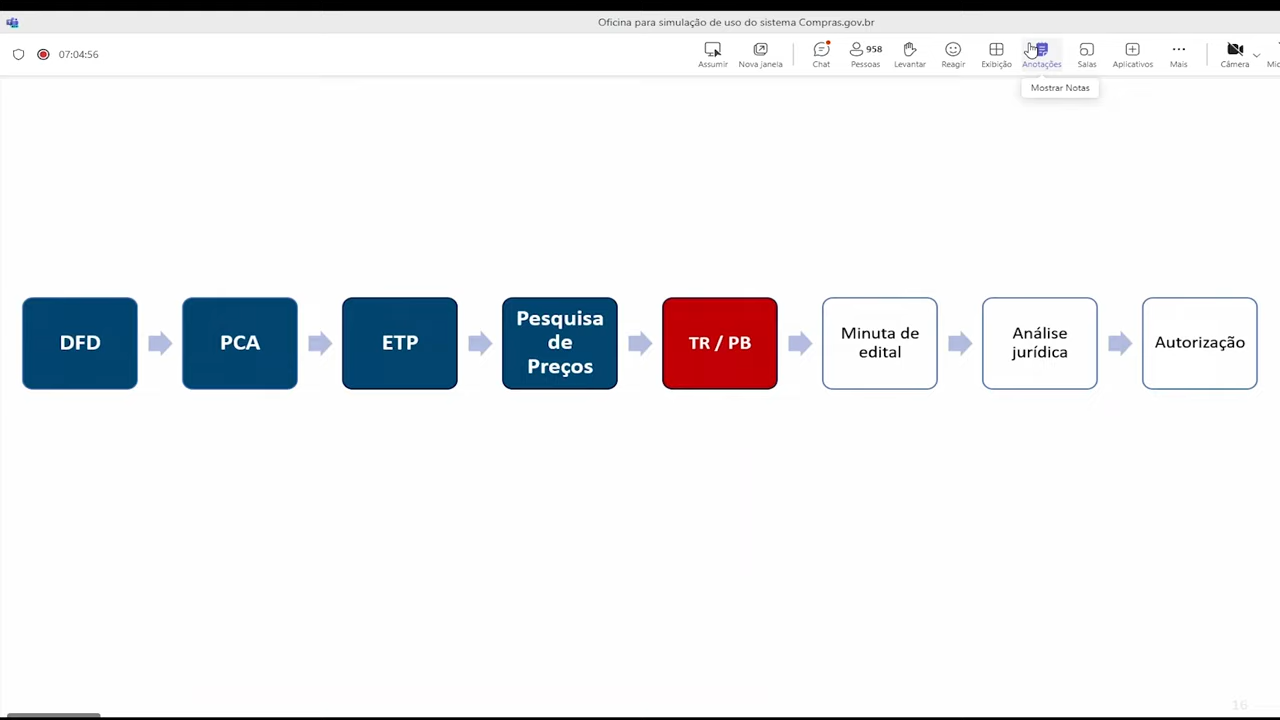 Oficina para simulação de uso do sistema Compras.gov.br
07:04:56
Assumir
Nova janela
Chat
958
Pessoas
Levantar
Reagir
Exibição
Anotações
Salas
Aplicativos
Mais
Câmera
Mic
Mostrar Notas
DFD
PCA
ETP
Pesquisa
de
Preços
TR / PB
Minuta de
edital
Análise
jurídica
Autorização
16